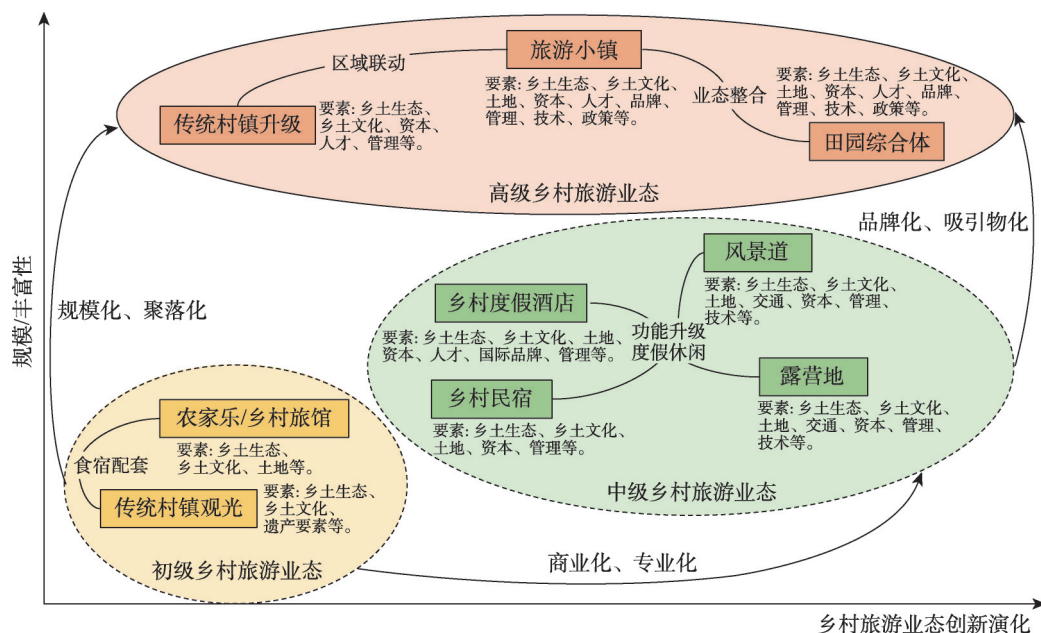 规模/丰富性
旅游小镇
区域联动
要素: 乡土生态、乡土文化、
土地、资本、人才、品牌、
管理、技术、政策等。
业态整合
要素: 乡土生态、乡土文化、
土地、资本、人才、品牌、
管理、技术、政策等。
传统村镇升级
要素: 乡土生态、
乡土文化、资本、
人才、管理等。
田园综合体
高级乡村旅游业态
品牌化、吸引物化
规模化、聚落化
风景道
要素: 乡土生态、乡土文化、
土地、交通、资本、管理、
技术等。
乡村度假酒店
要素: 乡土生态、乡土文化、土地、
资本、人才、国际品牌、管理等。
功能升级
度假休闲
露营地
要素: 乡土生态、乡土文化、
土地、交通、资本、管理、
技术等。
乡村民宿
要素: 乡土生态、乡土文化、
土地、资本、管理等。
中级乡村旅游业态
农家乐/乡村旅馆
要素: 乡土生态、
乡土文化、土地等。
食宿配套
传统村镇观光
要素: 乡土生态、
乡土文化、
遗产要素等。
初级乡村旅游业态
商业化、专业化
乡村旅游业态创新演化